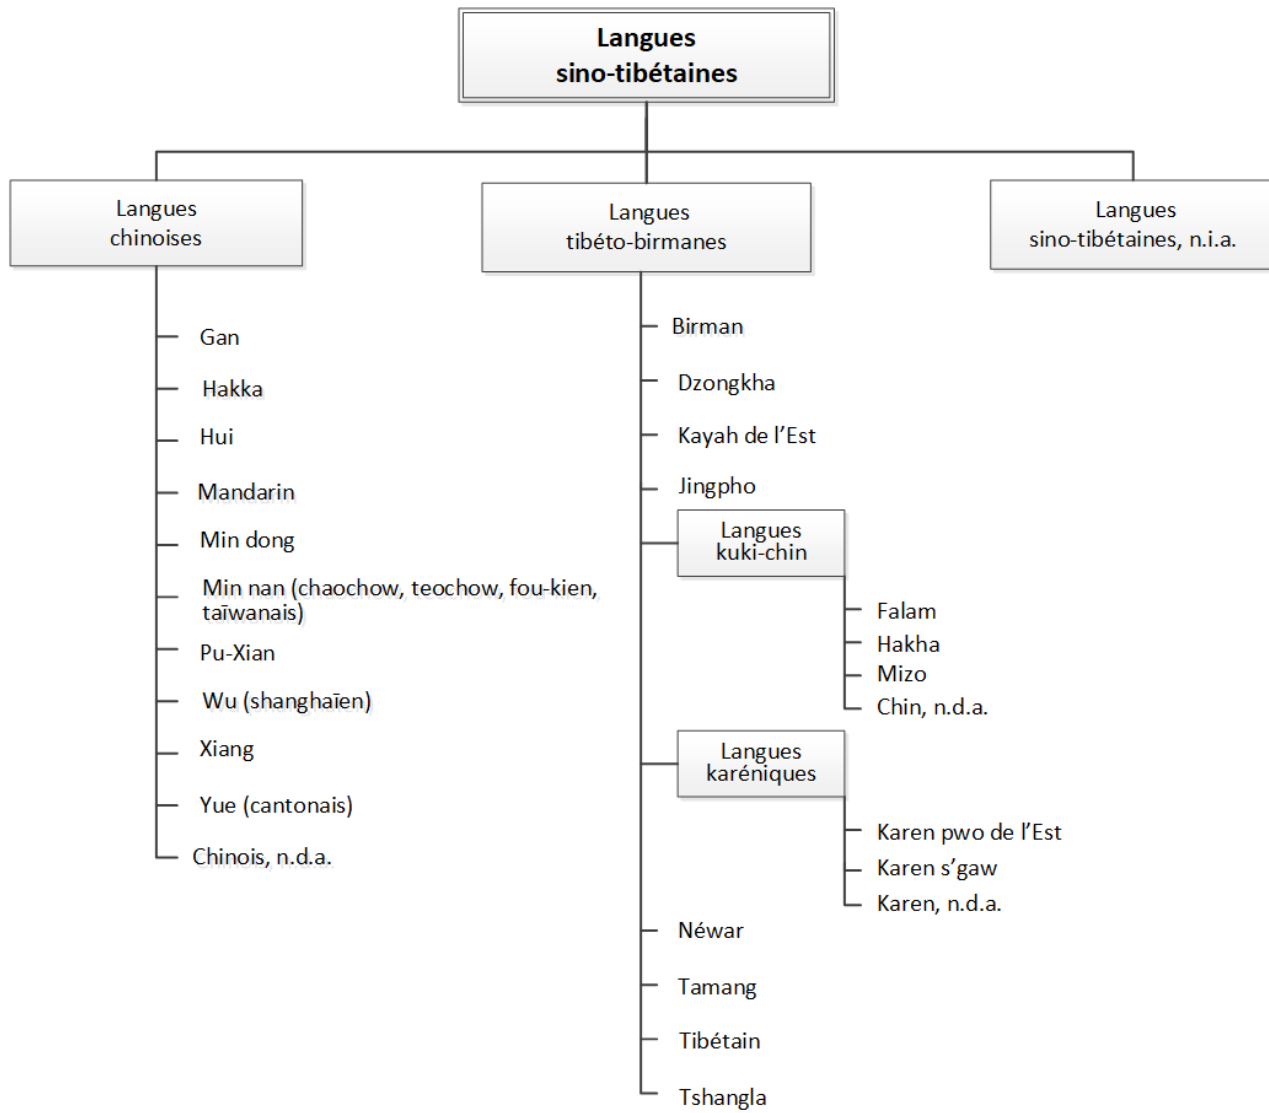 Langues
sino-tibétaines
Langues
chinoises
Gan
Hakka
Hui
Mandarin
Min dong
Min nan (chaochow, teochow, fou-kien,
taīwanais)
Pu-Xian
Wu (shanghaīen)
Xiang
Yue (cantonais)
Chinois, n.d.a.
Langues
tibéto-birmanes
Birman
Dzongkha
Kayah de l’Est
Jingpho
Langues
kuki-chin
Falam
Hakha
Mizo
Chin, n.d.a.
Langues
karéniques
Karen pwo de l’Est
Karen s’gaw
Karen, n.d.a.
Néwar
Tamang
Tibétain
Tshangla
Langues
sino-tibétaines, n.i.a.